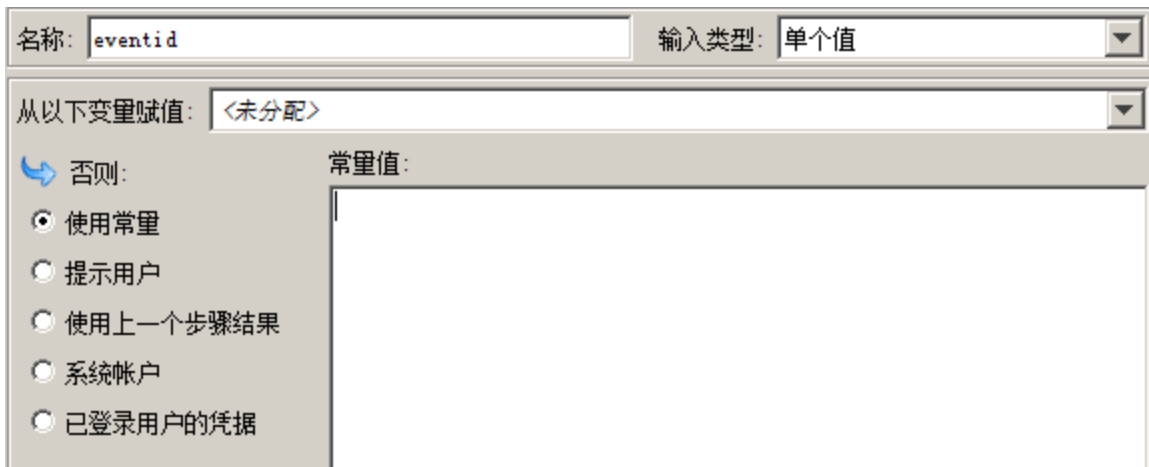 名称: eventid 输入类型: 单个值
从以下变量赋值: <未分配>
否则: 常量值:
使用常量
提示用户
使用上一个步骤结果
系统帐户
已登录用户的凭据